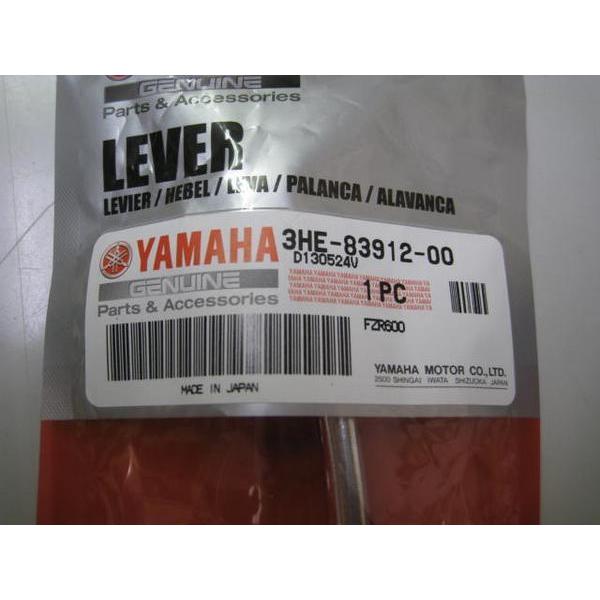 GENUINE
Parts & Accessories
LEVER
LEVIER / HEBEL / LEVA / PALANCA / ALAVANCA
YAMAHA 3HE-83912-00
D130524V
GENUINE
Parts & Accessories
1 PC
FZR600
MADE IN JAPAN
YAMAHA MOTOR CO.,LTD.
2500 SHINGAI IWATA SHIZUOKA JAPAN